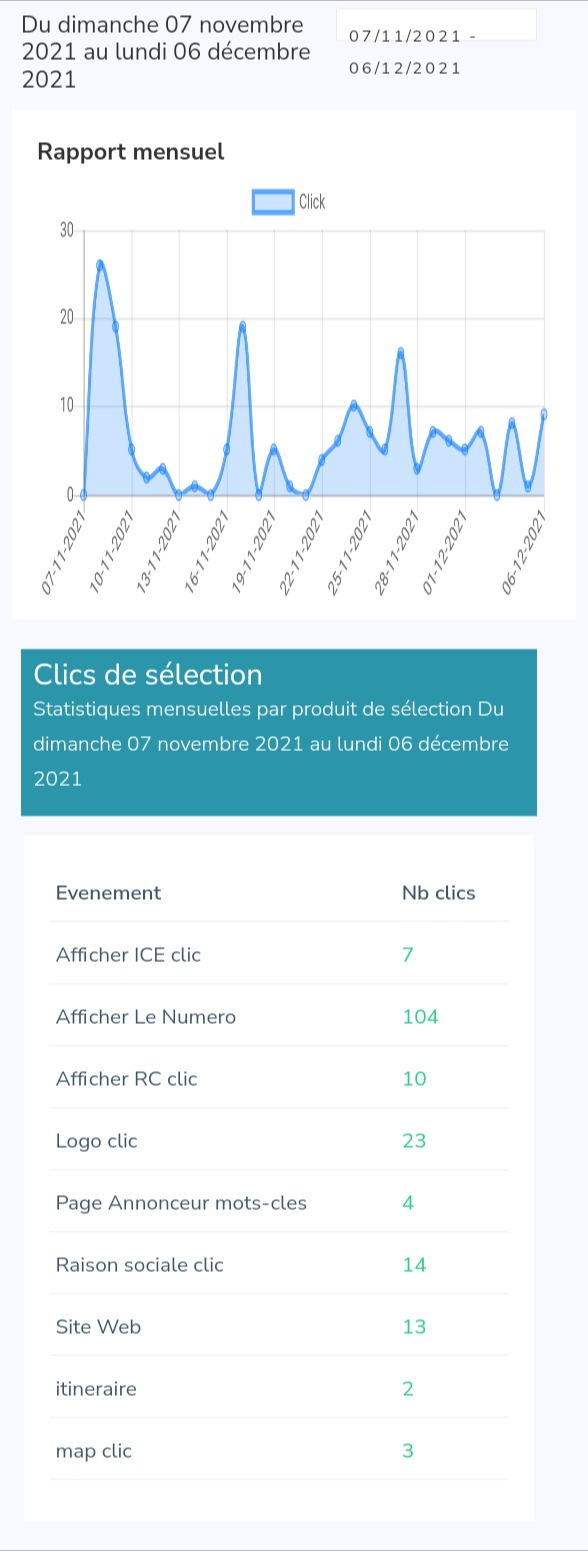 Du dimanche 07 novembre
2021 au lundi 06 décembre
2021
07/11/2021 -
06/12/2021
Rapport mensuel
Click
30
20
10
0
07-11-2021
10-11-2021
13-11-2021
16-11-2021
19-11-2021
22-11-2021
25-11-2021
28-11-2021
01-12-2021
06-12-2021
Clics de sélection
Statistiques mensuelles par produit de sélection Du
dimanche 07 novembre 2021 au lundi 06 décembre
2021
Evenement Nb clics
Afficher ICE clic 7
Afficher Le Numero 104
Afficher RC clic 10
Logo clic 23
Page Annonceur mots-cles 4
Raison sociale clic 14
Site Web 13
itineraire 2
map clic 3